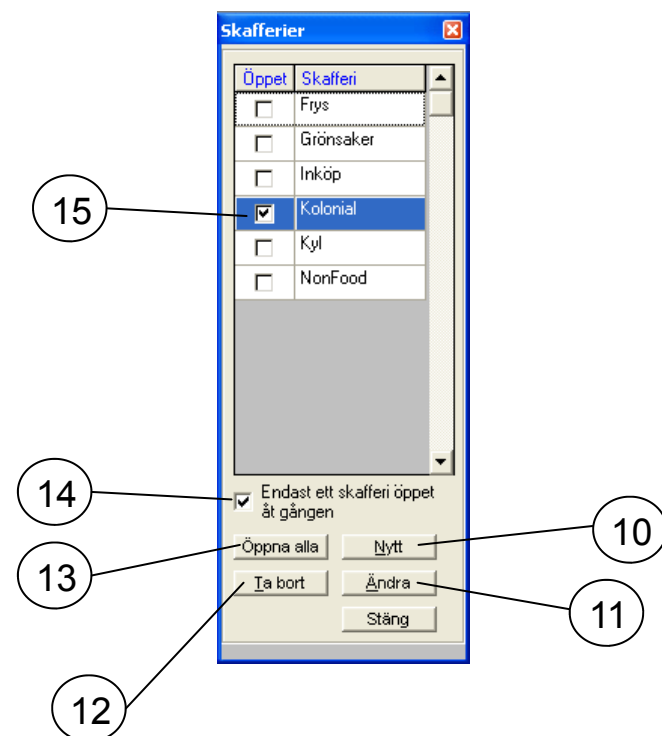 Skafferier
Öppet Skafferi
Frys
Grönsaker
Inköp
15
Kolonial
Kyl
NonFood
14
Endast ett skafferi öppet
åt gången
10
Öppna alla Nytt
13
Ta bort Ändra
11
Stäng
12